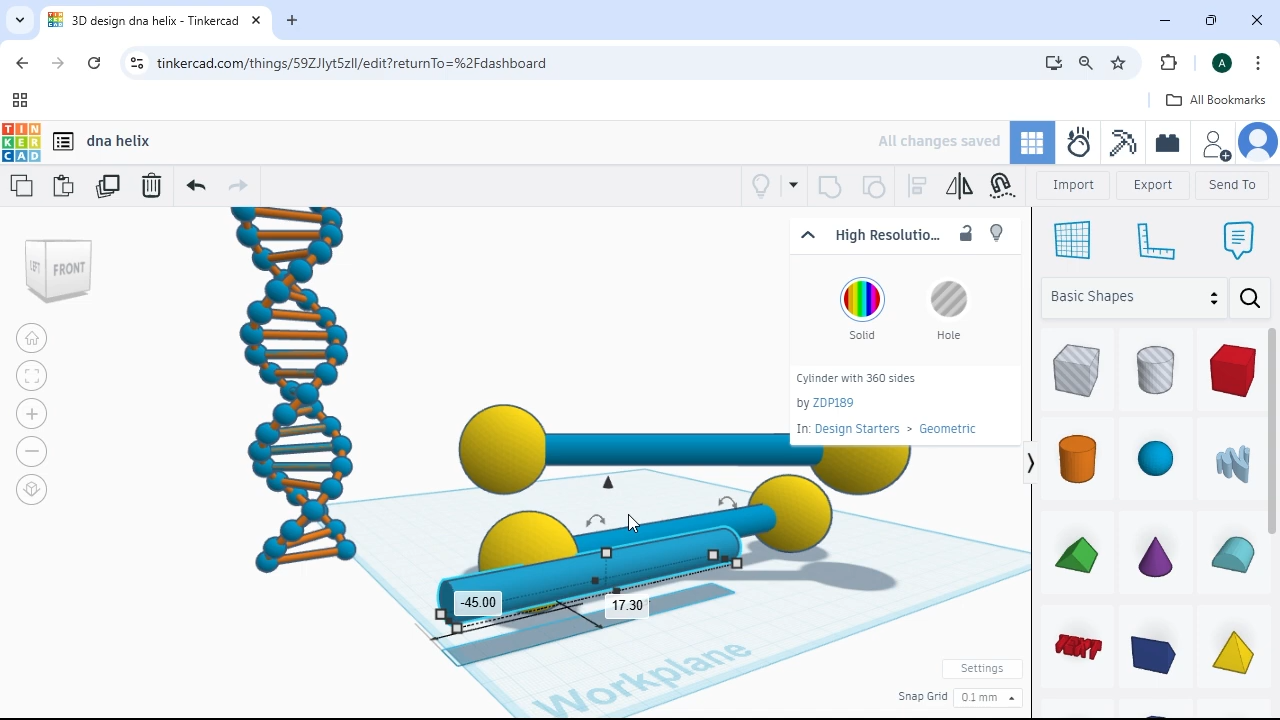 3D design dna helix - Tinkercad
tinkercad.com/things/59ZJIyt5zII/edit?returnTo=%2Fdashboard
A
All Bookmarks
TIN
KER
CAD
dna helix
All changes saved
Import
Export
Send To
LEFT
FRONT
High Resolutio...
Solid
Hole
Cylinder with 360 sides
by ZDP189
In: Design Starters > Geometric
Basic Shapes
-45.00
17.30
Workplane
Settings
Snap Grid
0.1 mm
TEXT